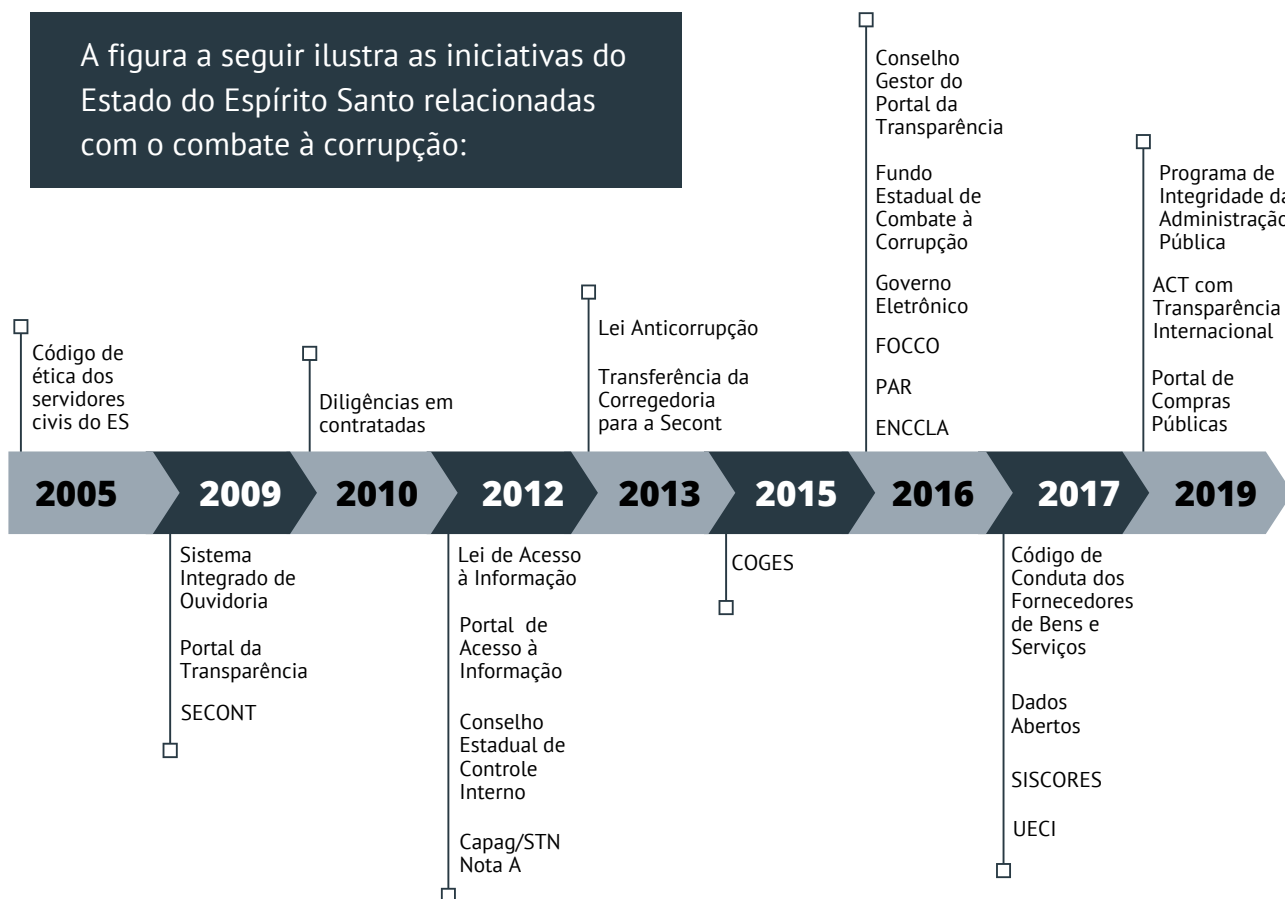 A figura a seguir ilustra as iniciativas do
Estado do Espírito Santo relacionadas
com o combate à corrupção:
Código de
ética dos
servidores
civis do ES
Diligências em
contratadas
Lei Anticorrupção
Transferência da
Corregedoria
para a Secont
Conselho
Gestor do
Portal da
Transparência
Fundo
Estadual de
Combate à
Corrupção
Governo
Eletrônico
FOCCO
PAR
ENCCLA
Programa de
Integridade da
Administração
Pública
ACT com
Transparência
Internacional
Portal de
Compras
Públicas
2005
2009
2010
2012
2013
2015
2016
2017
2019
Sistema
Integrado de
Ouvidoria
Portal da
Transparência
SECONT
Lei de Acesso
à Informação
Portal de
Acesso à
Informação
Conselho
Estadual de
Controle
Interno
Capag/STN
Nota A
COGES
Código de
Conduta dos
Fornecedores
de Bens e
Serviços
Dados
Abertos
SISCORES
UECI